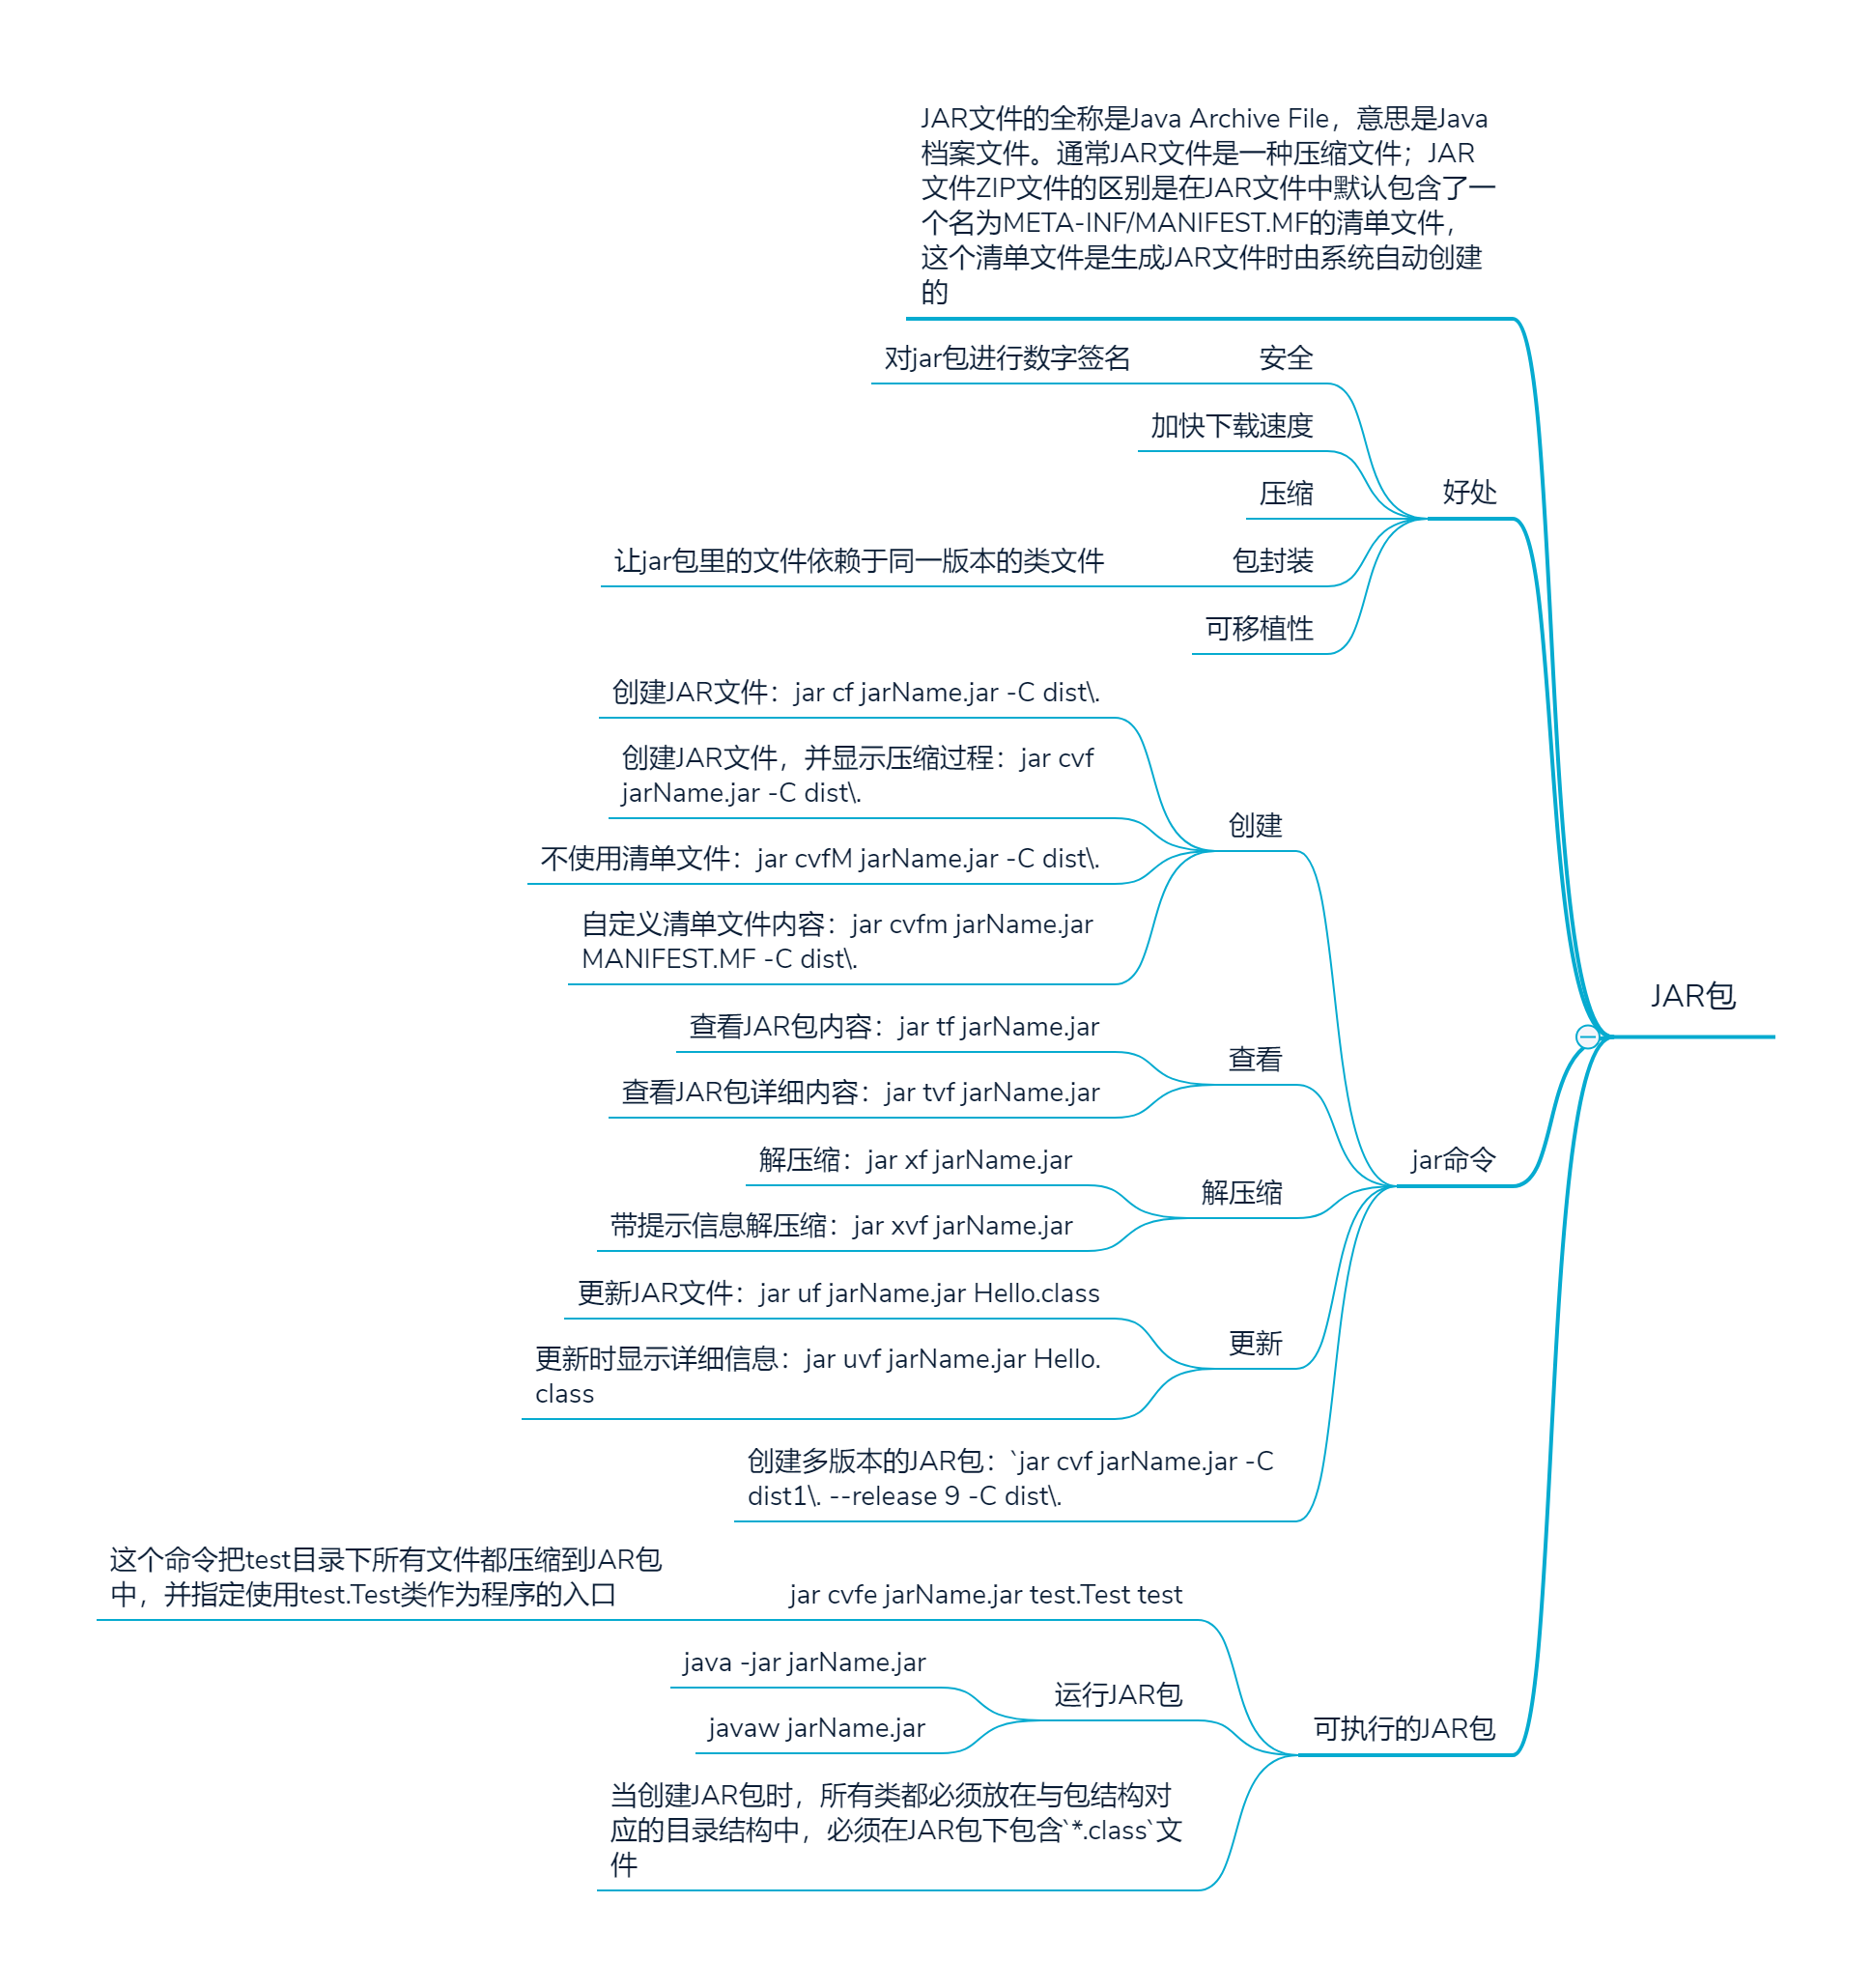 JAR文件的全称是Java Archive File，意思是Java
档案文件。通常JAR文件是一种压缩文件；JAR
文件ZIP文件的区别是在JAR文件中默认包含了一
个名为META-INF/MANIFEST.MF的清单文件，
这个清单文件是生成JAR文件时由系统自动创建
的
对jar包进行数字签名
安全
加快下载速度
压缩
好处
让jar包里的文件依赖于同一版本的类文件
包封装
可移植性
创建JAR文件：jar cf jarName.jar -C dist\.
创建JAR文件，并显示压缩过程：jar cvf
jarName.jar -C dist\.
创建
不使用清单文件：jar cvfM jarName.jar -C dist\.
自定义清单文件内容：jar cvfm jarName.jar
MANIFEST.MF -C dist\.
JAR包
查看JAR包内容：jar tf jarName.jar
查看
查看JAR包详细内容：jar tvf jarName.jar
jar命令
解压缩：jar xf jarName.jar
解压缩
带提示信息解压缩：jar xvf jarName.jar
更新JAR文件：jar uf jarName.jar Hello.class
更新
更新时显示详细信息：jar uvf jarName.jar Hello.
class
创建多版本的JAR包：`jar cvf jarName.jar -C
dist1\. --release 9 -C dist\.
这个命令把test目录下所有文件都压缩到JAR包
中，并指定使用test.Test类作为程序的入口
jar cvfe jarName.jar test.Test test
java -jar jarName.jar
运行JAR包
javaw jarName.jar
可执行的JAR包
当创建JAR包时，所有类都必须放在与包结构对
应的目录结构中，必须在JAR包下包含`*.class`文
件